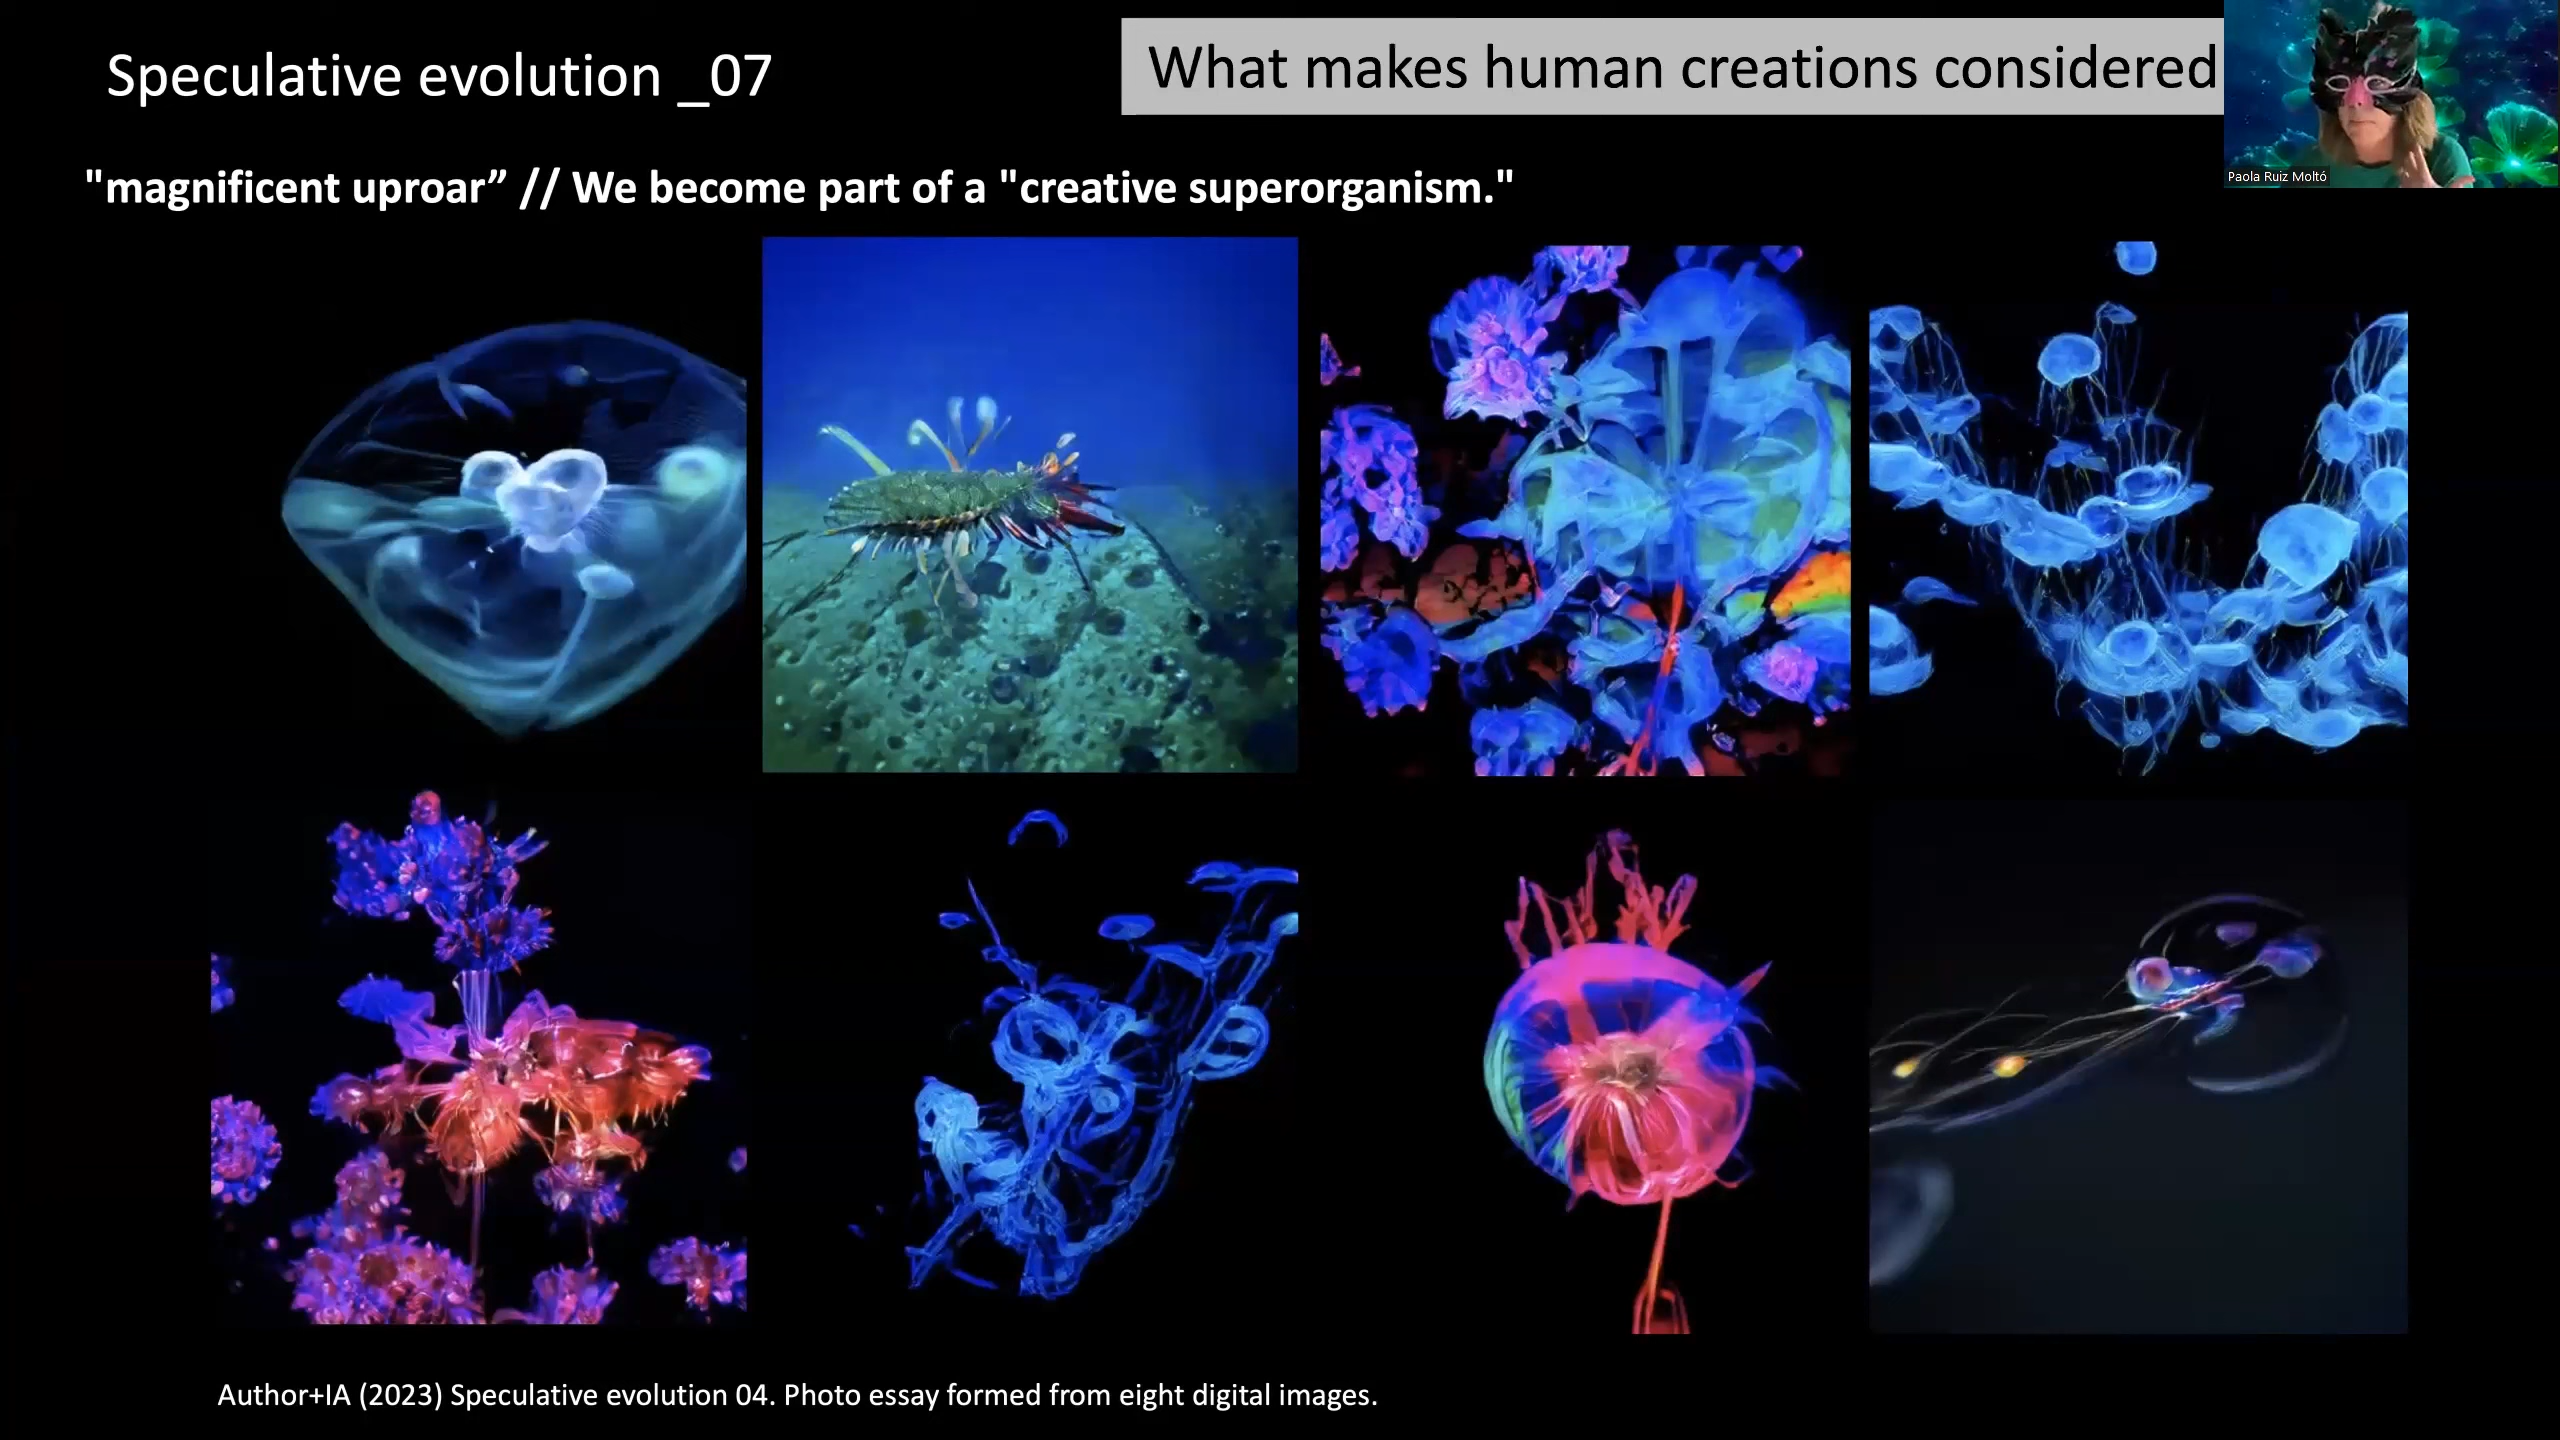 Speculative evolution _07
What makes human creations considered
Paola Ruiz Moltó
"magnificent uproar” // We become part of a "creative superorganism."
Author+IA (2023) Speculative evolution 04. Photo essay formed from eight digital images.